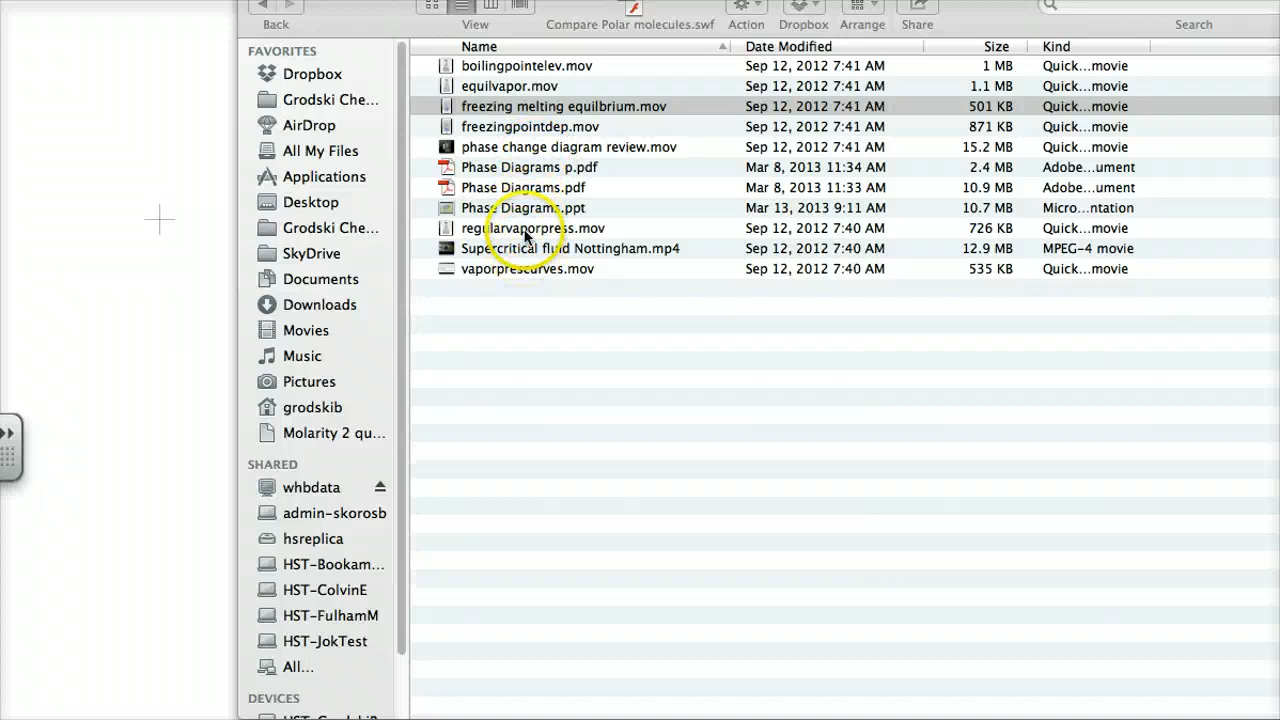 Back View Compare Polar molecules.swf Action Dropbox Arrange Share Search
FAVORITES
Dropbox
Grodski Che...
AirDrop
All My Files
Applications
Desktop
Grodski Che...
SkyDrive
Documents
Downloads
Movies
Music
Pictures
grodskib
Molarity 2 qu...
SHARED
whbdata
admin-skorosb
hsreplica
HST-Bookam...
HST-ColvinE
HST-FulhamM
HST-JokTest
All...
DEVICES
Name Date Modified Size Kind
boilingpointelev.mov Sep 12, 2012 7:41 AM 1 MB Quick...movie
equilvapor.mov Sep 12, 2012 7:41 AM 1.1 MB Quick...movie
freezing melting equilbrium.mov Sep 12, 2012 7:41 AM 501 KB Quick...movie
freezingpointdep.mov Sep 12, 2012 7:41 AM 871 KB Quick...movie
phase change diagram review.mov Sep 12, 2012 7:41 AM 15.2 MB Quick...movie
Phase Diagrams p.pdf Mar 8, 2013 11:34 AM 2.4 MB Adobe...ument
Phase Diagrams.pdf Mar 8, 2013 11:33 AM 10.9 MB Adobe...ument
Phase Diagrams.ppt Mar 13, 2013 9:11 AM 10.7 MB Micro...ntation
regularvaporpress.mov Sep 12, 2012 7:40 AM 726 KB Quick...movie
Supercritical fluid Nottingham.mp4 Sep 12, 2012 7:40 AM 12.9 MB MPEG-4 movie
vaporprescurves.mov Sep 12, 2012 7:40 AM 535 KB Quick...movie